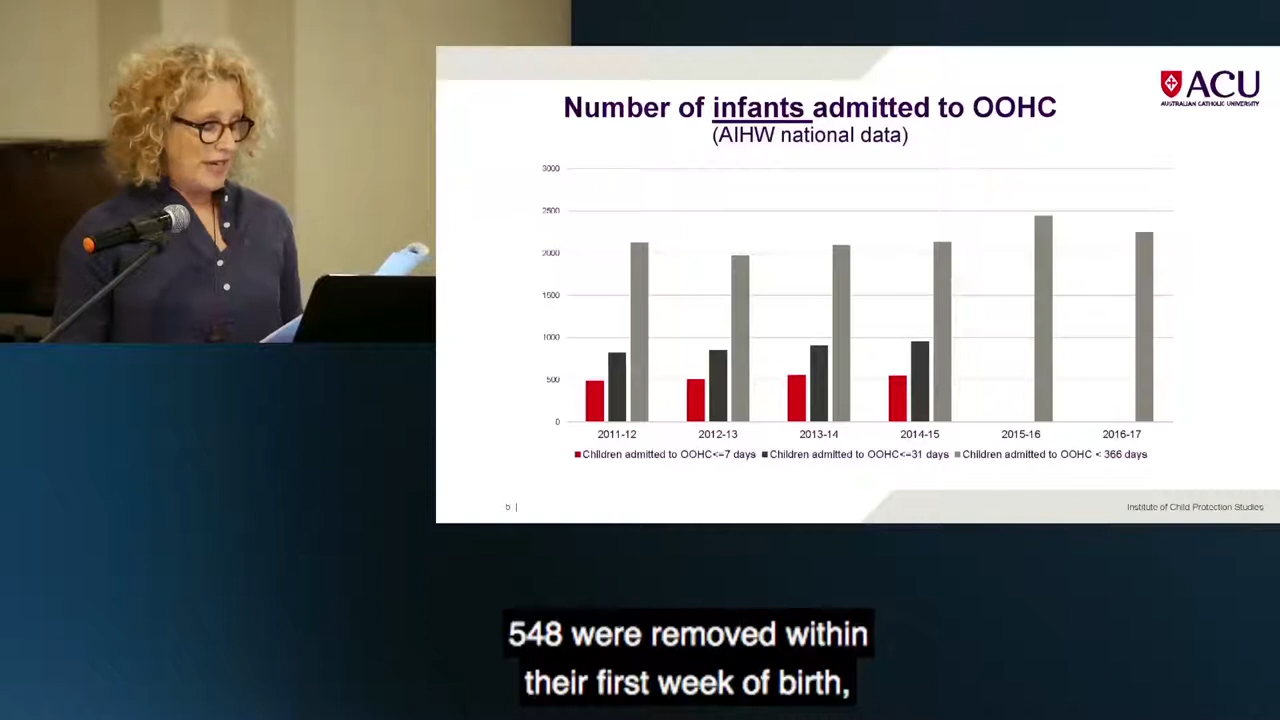 ACU
AUSTRALIAN CATHOLIC UNIVERSITY
Number of infants admitted to OOHC
(AIHW national data)
3000
2500
2000
1500
1000
500
0
2011-12 2012-13 2013-14 2014-15 2015-16 2016-17
Children admitted to OOHC<=7 days Children admitted to OOHC<=31 days Children admitted to OOHC < 366 days
5 |
Institute of Child Protection Studies
548 were removed within
their first week of birth,